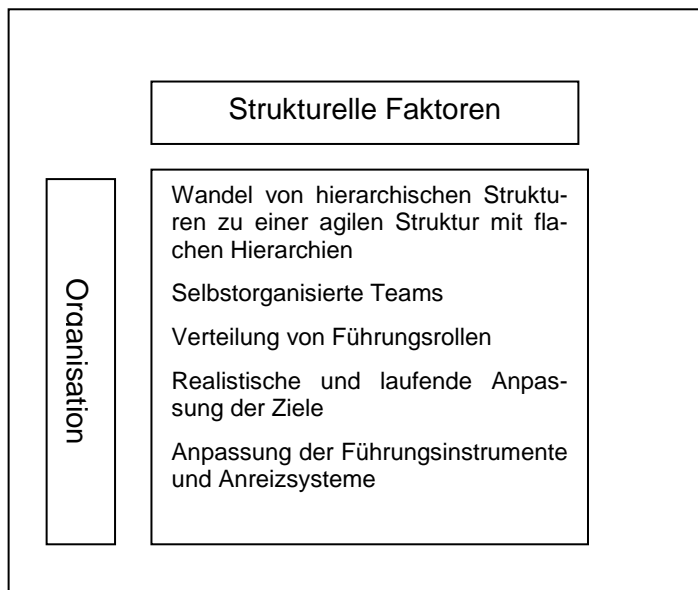 Strukturelle Faktoren
Organisation
Wandel von hierarchischen Struktu-
ren zu einer agilen Struktur mit fla-
chen Hierarchien
Selbstorganisierte Teams
Verteilung von Führungsrollen
Realistische und laufende Anpas-
sung der Ziele
Anpassung der Führungsinstrumente
und Anreizsysteme